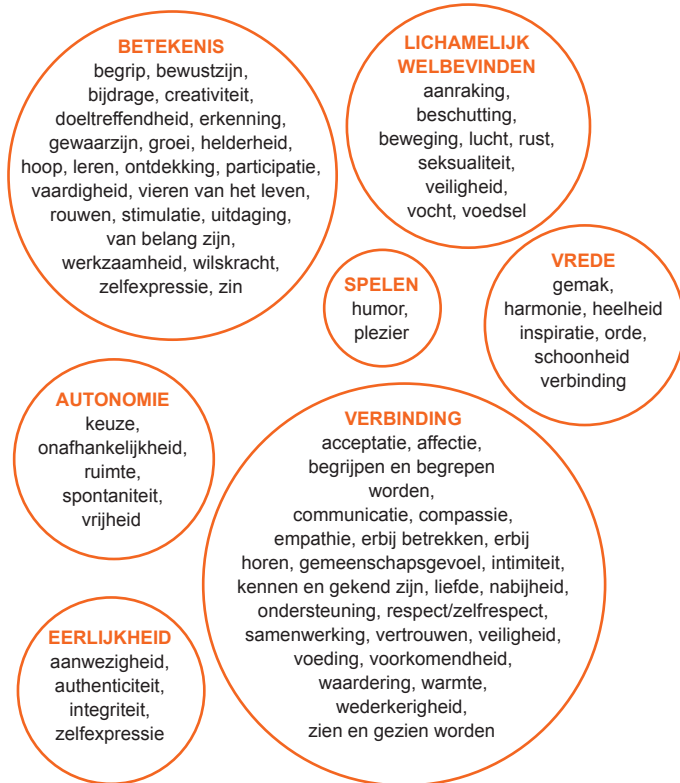 BETEKENIS
begrip, bewustzijn,
bijdrage, creativiteit,
doeltreffendheid, erkenning,
gewaarzijn, groei, helderheid,
hoop, leren, ontdekking, participatie,
vaardigheid, vieren van het leven,
rouwen, stimulatie, uitdaging,
van belang zijn,
werkzaamheid, wilskracht,
zelfexpressie, zin
LICHAMELIJK
WELBEVINDEN
aanraking,
beschutting,
beweging, lucht, rust,
seksualiteit,
veiligheid,
vocht, voedsel
SPELEN
humor,
plezier
VREDE
gemak,
harmonie, heelheid
inspiratie, orde,
schoonheid
verbinding
AUTONOMIE
keuze,
onafhankelijkheid,
ruimte,
spontaniteit,
vrijheid
VERBINDING
acceptatie, affectie,
begrijpen en begrepen
worden,
communicatie, compassie,
empathie, erbij betrekken, erbij
horen, gemeenschapsgevoel, intimiteit,
kennen en gekend zijn, liefde, nabijheid,
ondersteuning, respect/zelfrespect,
samenwerking, vertrouwen, veiligheid,
voeding, voorkomendheid,
waardering, warmte,
wederkerigheid,
zien en gezien worden
EERLIJKHEID
aanwezigheid,
authenticiteit,
integriteit,
zelfexpressie